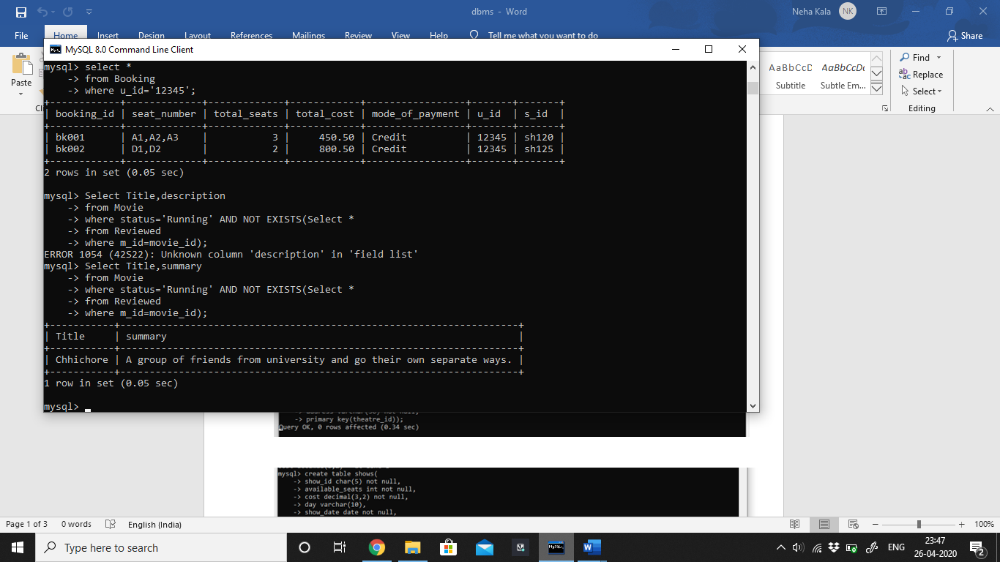 dbms - Word
Neha Kala NK
File Home Insert Design Layout References Mailings Review View Help Tell me what you want to do Share
MySQL 8.0 Command Line Client
Paste
mysql> select *
-> from Booking
-> where u_id='12345';
+------------+-------------+-------------+------------+-----------------+-------+-------+
| booking_id | seat_number | total_seats | total_cost | mode_of_payment | u_id  | s_id  |
+------------+-------------+-------------+------------+-----------------+-------+-------+
| bk001      | A1,A2,A3    |           3 |     450.50 | Credit          | 12345 | sh120 |
| bk002      | D1,D2       |           2 |     800.50 | Credit          | 12345 | sh125 |
+------------+-------------+-------------+------------+-----------------+-------+-------+
2 rows in set (0.05 sec)
mysql> Select Title,description
-> from Movie
-> where status='Running' AND NOT EXISTS(Select *
-> from Reviewed
-> where m_id=movie_id);
ERROR 1054 (42S22): Unknown column 'description' in 'field list'
mysql> Select Title,summary
-> from Movie
-> where status='Running' AND NOT EXISTS(Select *
-> from Reviewed
-> where m_id=movie_id);
+-----------+--------------------------------------------------------------------+
| Title     | summary                                                            |
+-----------+--------------------------------------------------------------------+
| Chhichore | A group of friends from university and go their own separate ways. |
+-----------+--------------------------------------------------------------------+
1 row in set (0.05 sec)
mysql>
AaBbCcD AaBbCcDc
Subtitle Subtle Em...
Find
Replace
Select
Editing
-> primary key(theatre_id));
Query OK, 0 rows affected (0.34 sec)
mysql> create table shows(
-> show_id char(5) not null,
-> available_seats int not null,
-> cost decimal(3,2) not null,
-> day varchar(10),
-> show_date date not null,
Page 1 of 3 0 words English (India) 100%
Type here to search
ENG
23:47
26-04-2020
2